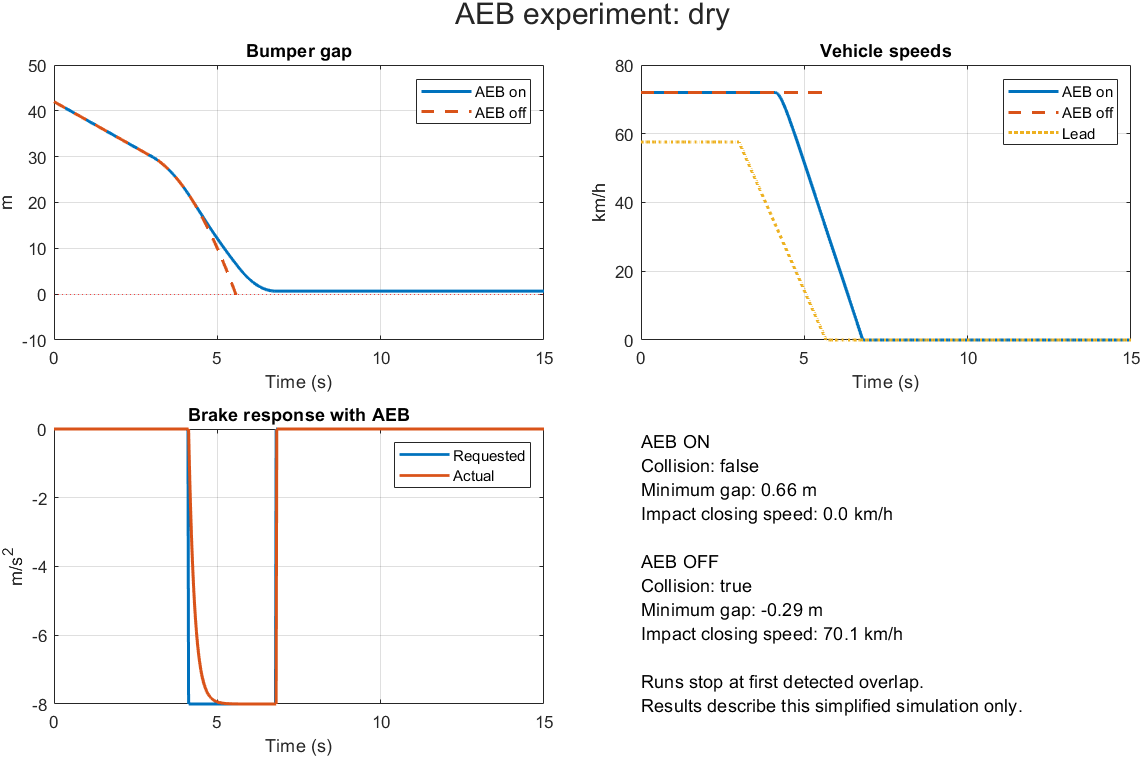 AEB experiment: dry
Bumper gap
50
40
30
20
10
0
-10
m
0
5
10
15
Time (s)
AEB on
AEB off
Vehicle speeds
80
60
40
20
0
km/h
0
5
10
15
Time (s)
AEB on
AEB off
Lead
Brake response with AEB
0
-2
-4
-6
-8
m/s²
0
5
10
15
Time (s)
Requested
Actual
AEB ON
Collision: false
Minimum gap: 0.66 m
Impact closing speed: 0.0 km/h
AEB OFF
Collision: true
Minimum gap: -0.29 m
Impact closing speed: 70.1 km/h
Runs stop at first detected overlap.
Results describe this simplified simulation only.